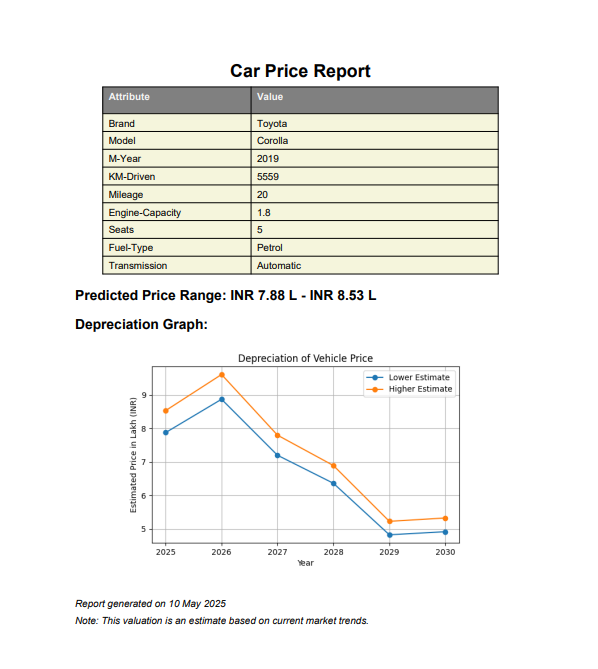 Car Price Report
Attribute Value
Brand Toyota
Model Corolla
M-Year 2019
KM-Driven 5559
Mileage 20
Engine-Capacity 1.8
Seats 5
Fuel-Type Petrol
Transmission Automatic
Predicted Price Range: INR 7.88 L - INR 8.53 L
Depreciation Graph:
Depreciation of Vehicle Price
Lower Estimate
Higher Estimate
Estimated Price in Lakh (INR)
9
8
7
6
5
2025 2026 2027 2028 2029 2030
Year
Report generated on 10 May 2025
Note: This valuation is an estimate based on current market trends.